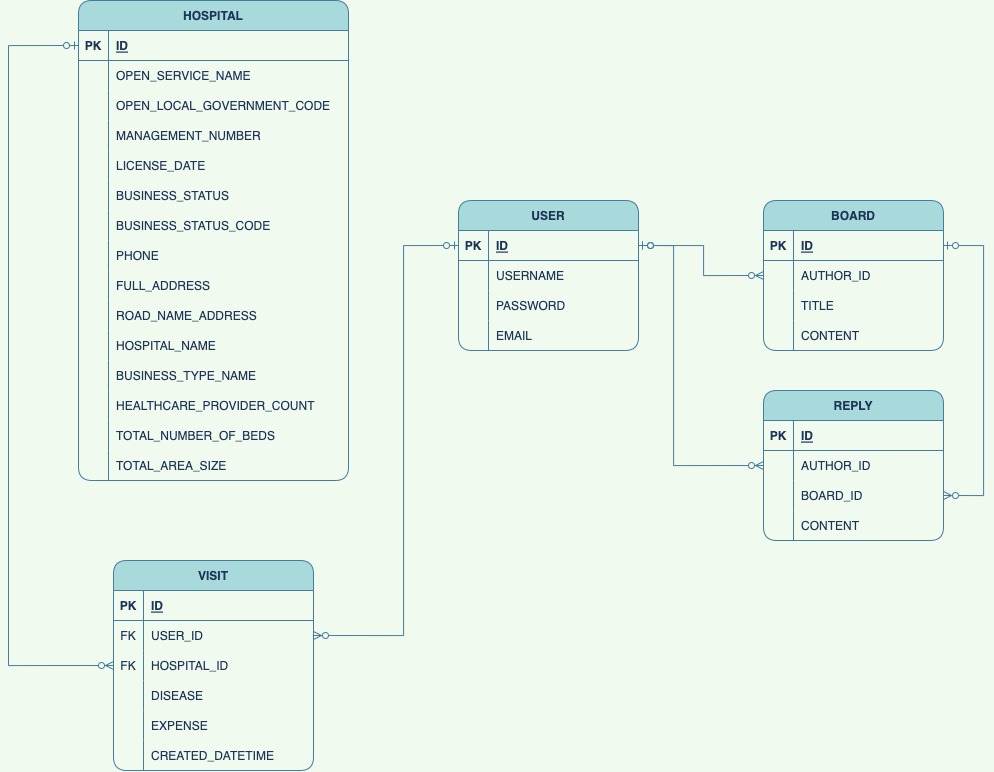 HOSPITAL
PK ID
OPEN_SERVICE_NAME
OPEN_LOCAL_GOVERNMENT_CODE
MANAGEMENT_NUMBER
LICENSE_DATE
BUSINESS_STATUS
BUSINESS_STATUS_CODE
PHONE
FULL_ADDRESS
ROAD_NAME_ADDRESS
HOSPITAL_NAME
BUSINESS_TYPE_NAME
HEALTHCARE_PROVIDER_COUNT
TOTAL_NUMBER_OF_BEDS
TOTAL_AREA_SIZE
USER
PK ID
USERNAME
PASSWORD
EMAIL
BOARD
PK ID
AUTHOR_ID
TITLE
CONTENT
REPLY
PK ID
AUTHOR_ID
BOARD_ID
CONTENT
VISIT
PK ID
FK USER_ID
FK HOSPITAL_ID
DISEASE
EXPENSE
CREATED_DATETIME